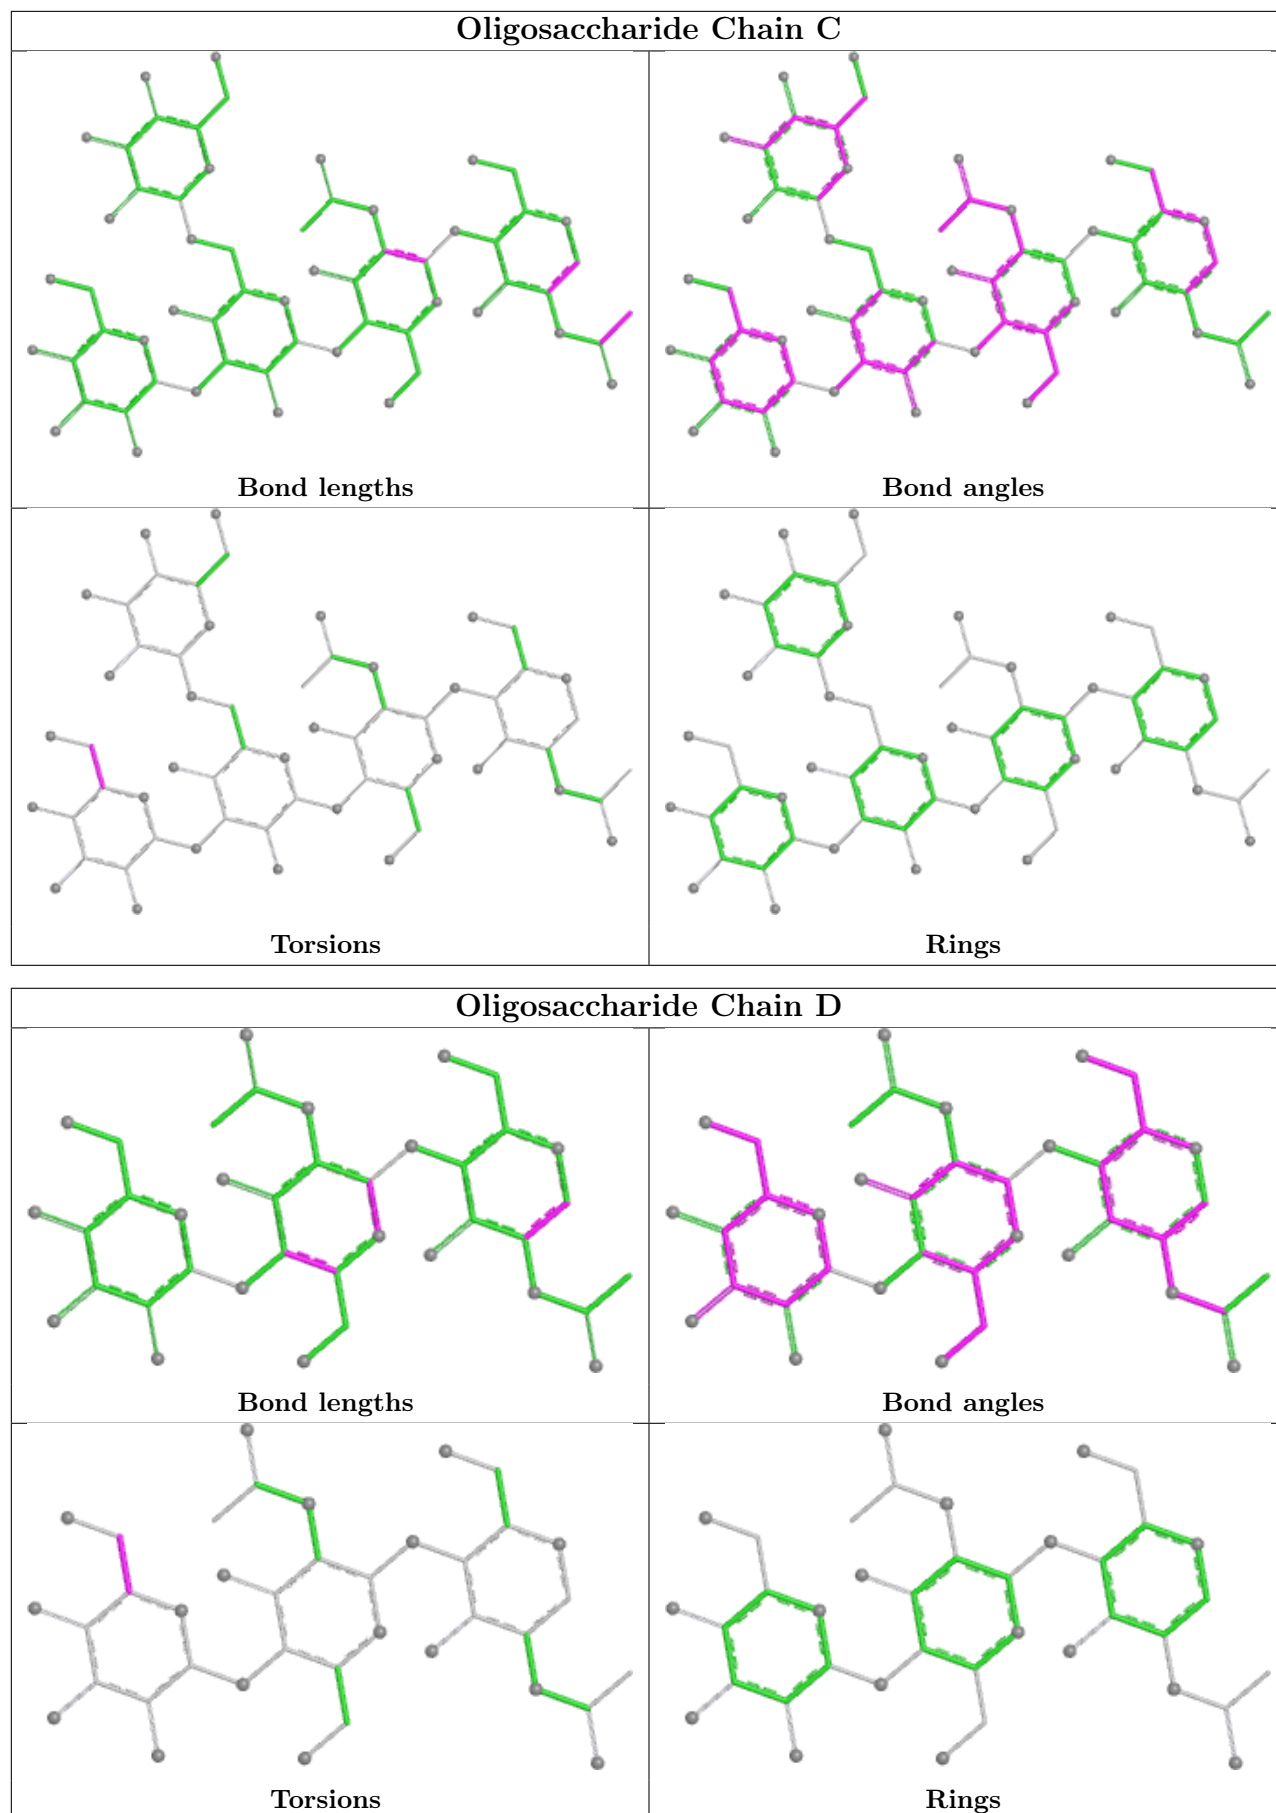 Oligosaccharide Chain C
Bond lengths
Bond angles
Torsions
Rings
Oligosaccharide Chain D
Bond lengths
Bond angles
Torsions
Rings